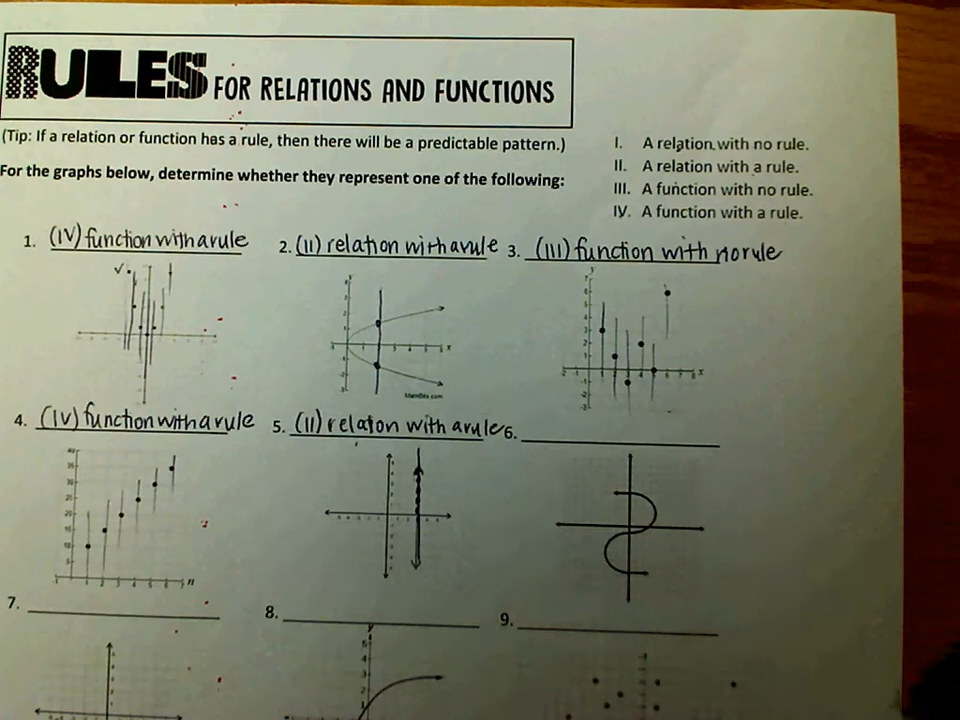 RULES FOR RELATIONS AND FUNCTIONS
(Tip: If a relation or function has a rule, then there will be a predictable pattern.)
For the graphs below, determine whether they represent one of the following:
I. A relation with no rule.
II. A relation with a rule.
III. A function with no rule.
IV. A function with a rule.
1. (IV) function with a rule
2. (II) relation with a rule
3. (III) function with no rule
4. (IV) function with a rule
5. (II) relaton with a rule
6.
7.
8.
9.